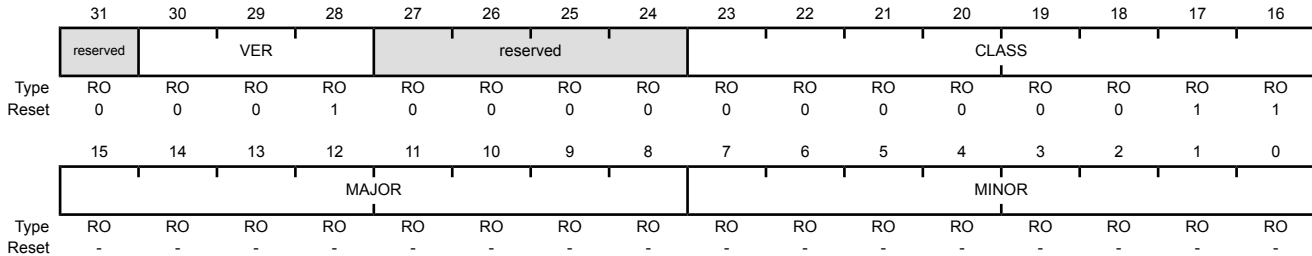 31 30 29 28 27 26 25 24 23 22 21 20 19 18 17 16
reserved VER reserved CLASS
Type RO RO RO RO RO RO RO RO RO RO RO RO RO RO RO RO
Reset 0 0 0 1 0 0 0 0 0 0 0 0 0 0 1 1
15 14 13 12 11 10 9 8 7 6 5 4 3 2 1 0
MAJOR MINOR
Type RO RO RO RO RO RO RO RO RO RO RO RO RO RO RO RO
Reset - - - - - - - - - - - - - - - -